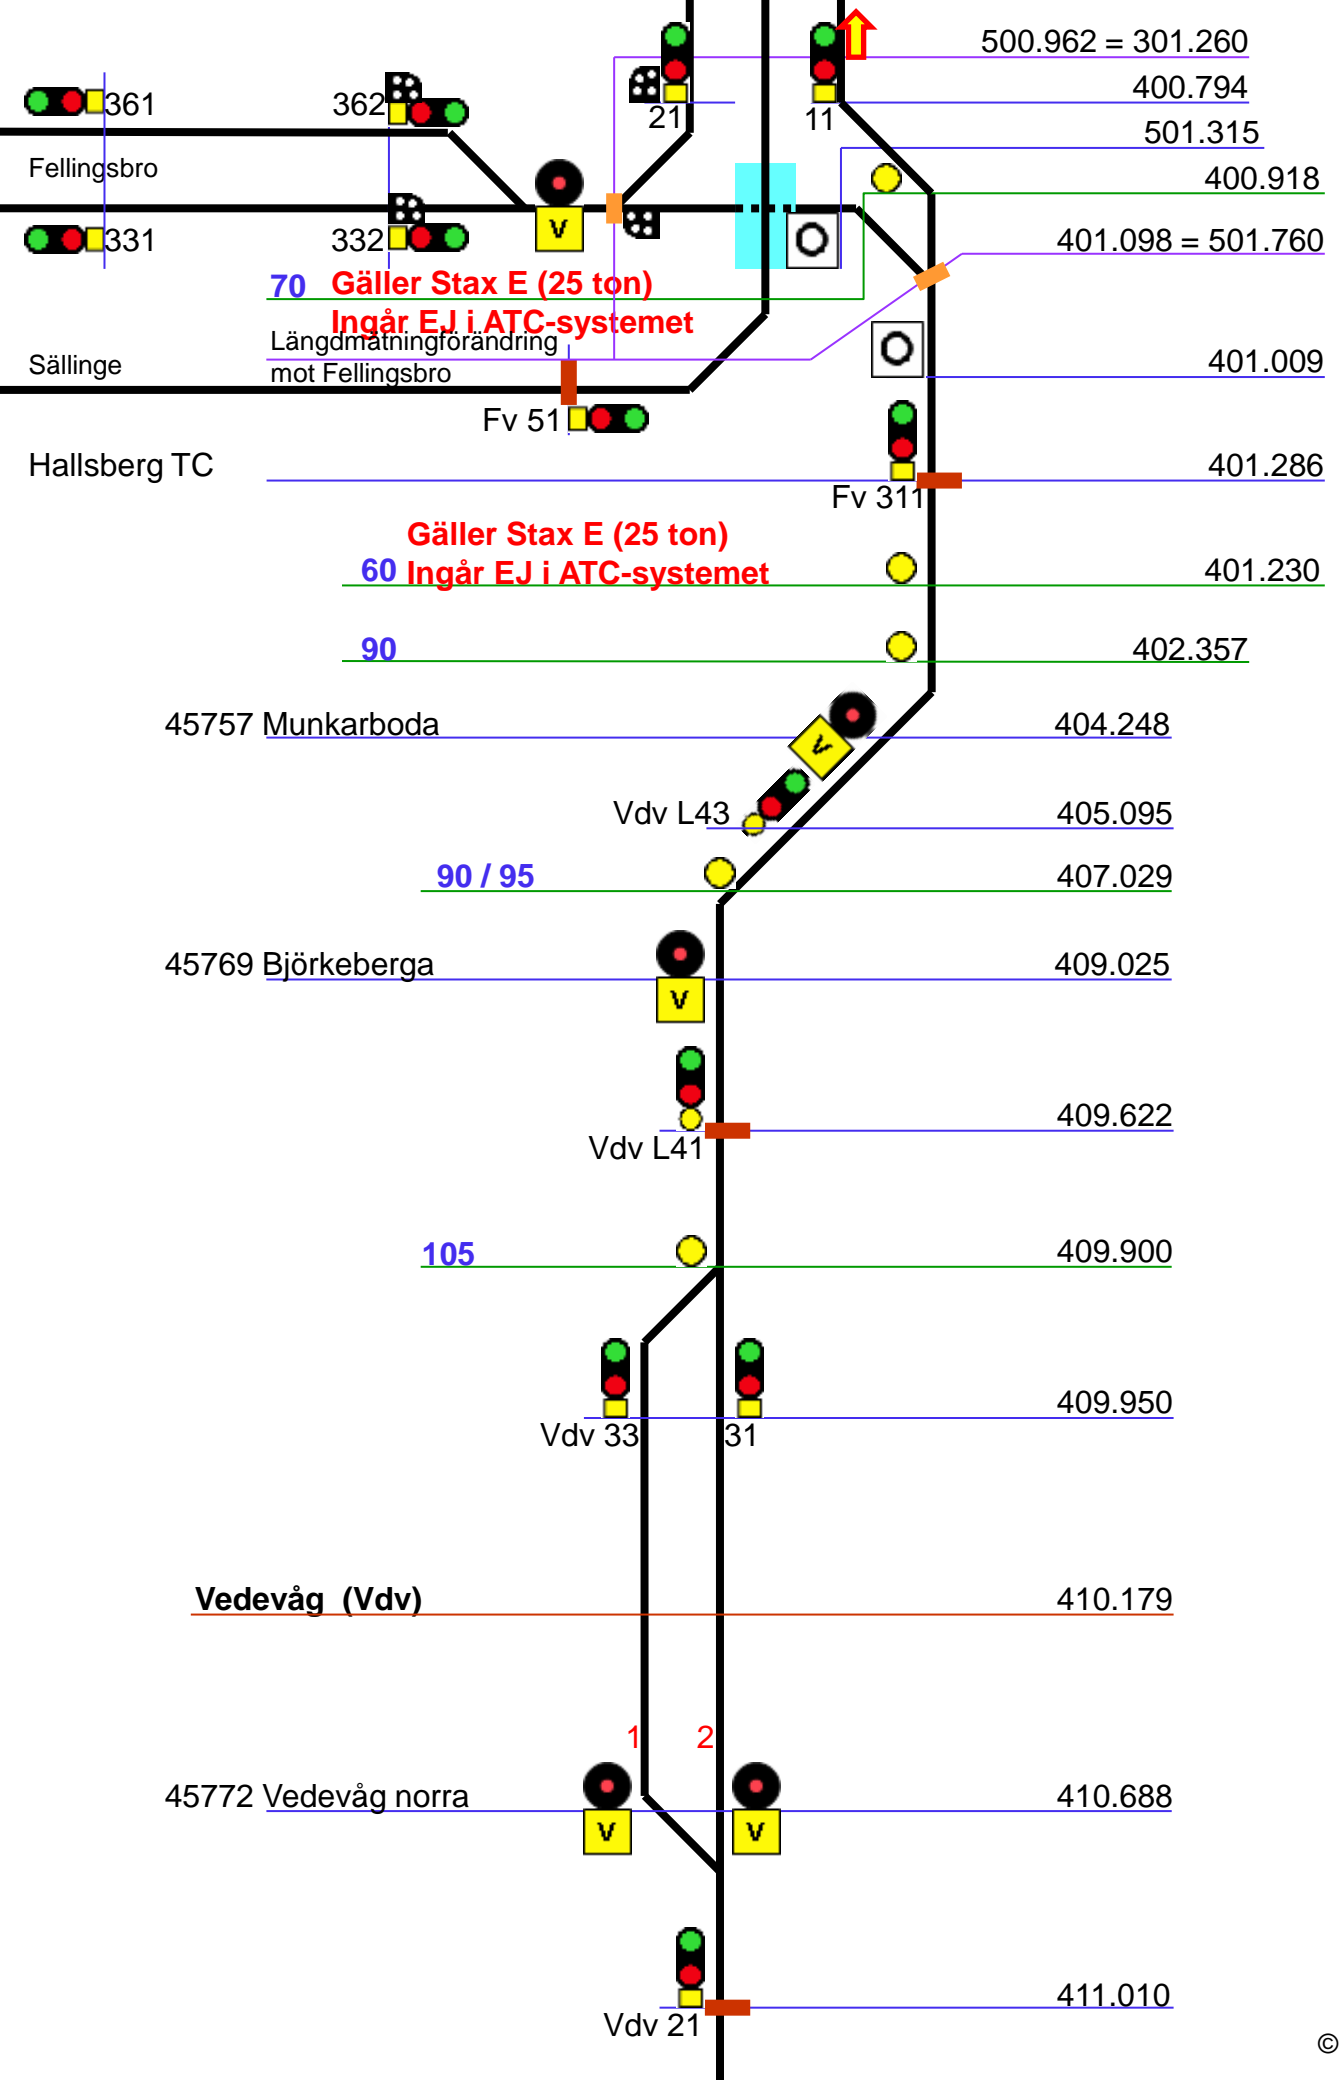 500.962 = 301.260
361
362
21
11
400.794
501.315
Fellingsbro
400.918
V
331
332
O
401.098 = 501.760
70 Gäller Stax E (25 ton)
Ingår EJ i ATC-systemet
Längdmätningförändring
mot Fellingsbro
Sällinge
O
401.009
Fv 51
Hallsberg TC
401.286
Fv 311
Gäller Stax E (25 ton)
60 Ingår EJ i ATC-systemet
401.230
90
402.357
45757 Munkarboda
404.248
V
Vdv L43
405.095
90 / 95
407.029
45769 Björkeberga
409.025
V
409.622
Vdv L41
105
409.900
409.950
Vdv 33
31
Vedevåg (Vdv)
410.179
1
2
45772 Vedevåg norra
410.688
V
V
411.010
Vdv 21
©